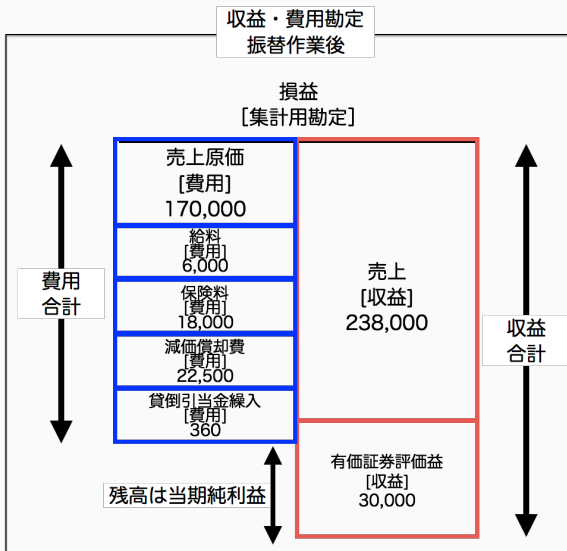 収益・費用勘定
振替作業後
損益
[集計用勘定]
売上原価
[費用]
170,000
給料
[費用]
6,000
保険料
[費用]
18,000
減価償却費
[費用]
22,500
貸倒引当金繰入
[費用]
360
費用
合計
売上
[収益]
238,000
有価証券評価益
[収益]
30,000
収益
合計
残高は当期純利益